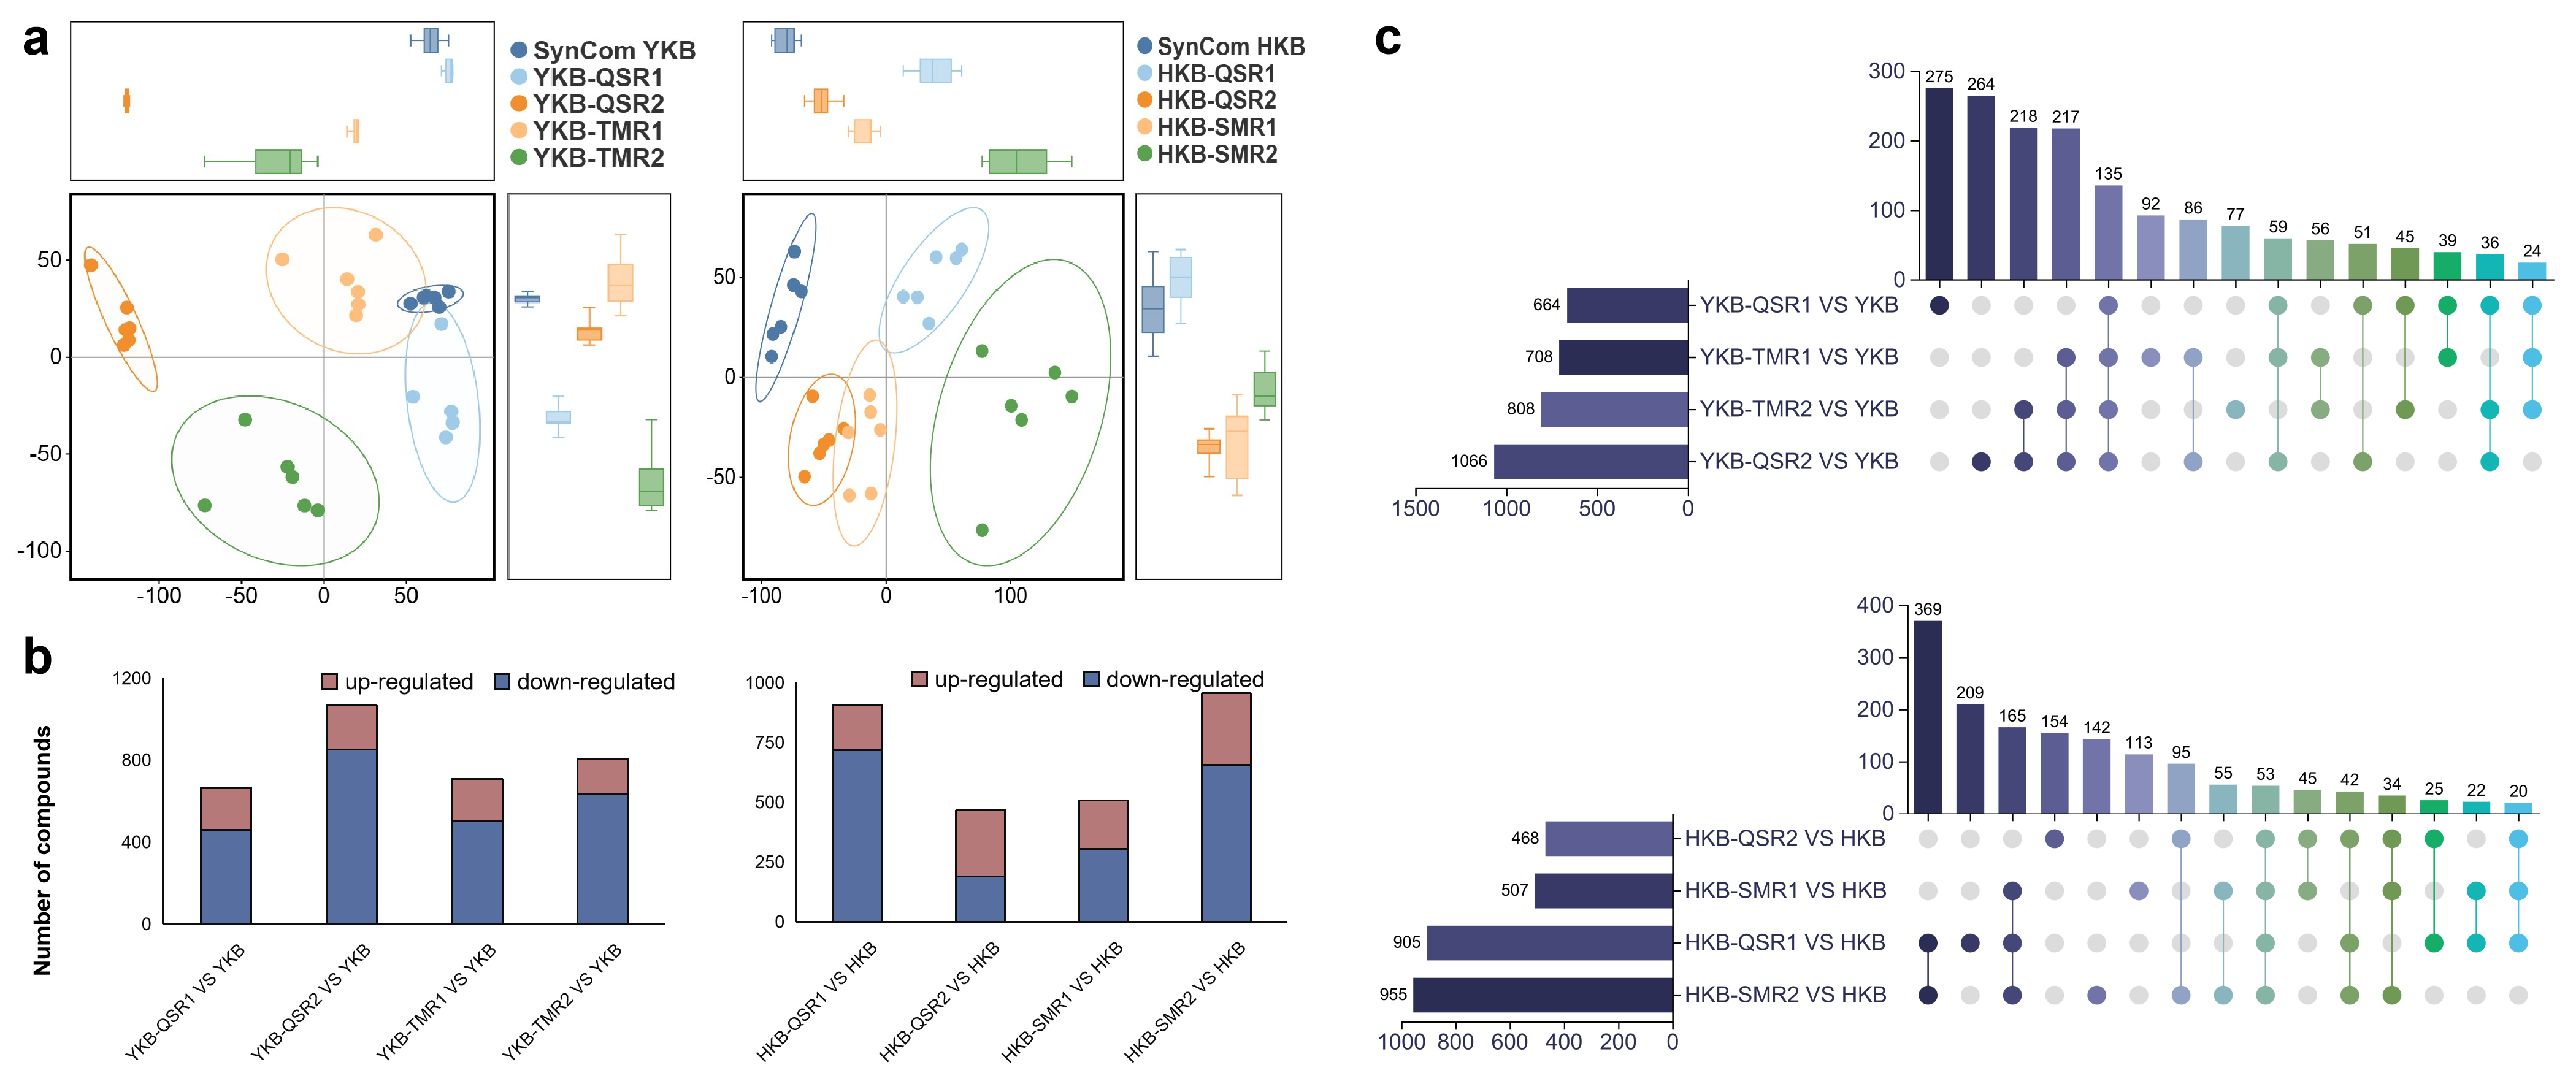 a
SynCom YKB
YKB-QSR1
YKB-QSR2
YKB-TMR1
YKB-TMR2
50
0
-50
-100
-100 -50 0 50
SynCom HKB
HKB-QSR1
HKB-QSR2
HKB-SMR1
HKB-SMR2
50
0
-50
-100 0 100
b
Number of compounds
up-regulated down-regulated
1200
800
400
0
YKB-QSR1 VS YKB
YKB-QSR2 VS YKB
YKB-TMR1 VS YKB
YKB-TMR2 VS YKB
up-regulated down-regulated
1000
750
500
250
0
HKB-QSR1 VS HKB
HKB-QSR2 VS HKB
HKB-SMR1 VS HKB
HKB-SMR2 VS HKB
c
300
200
100
0
275 264 218 217 135 92 86 77 59 56 51 45 39 36 24
664 YKB-QSR1 VS YKB
708 YKB-TMR1 VS YKB
808 YKB-TMR2 VS YKB
1066 YKB-QSR2 VS YKB
1500 1000 500 0
400
300
200
100
0
369 209 165 154 142 113 95 55 53 45 42 34 25 22 20
468 HKB-QSR2 VS HKB
507 HKB-SMR1 VS HKB
905 HKB-QSR1 VS HKB
955 HKB-SMR2 VS HKB
1000 800 600 400 200 0